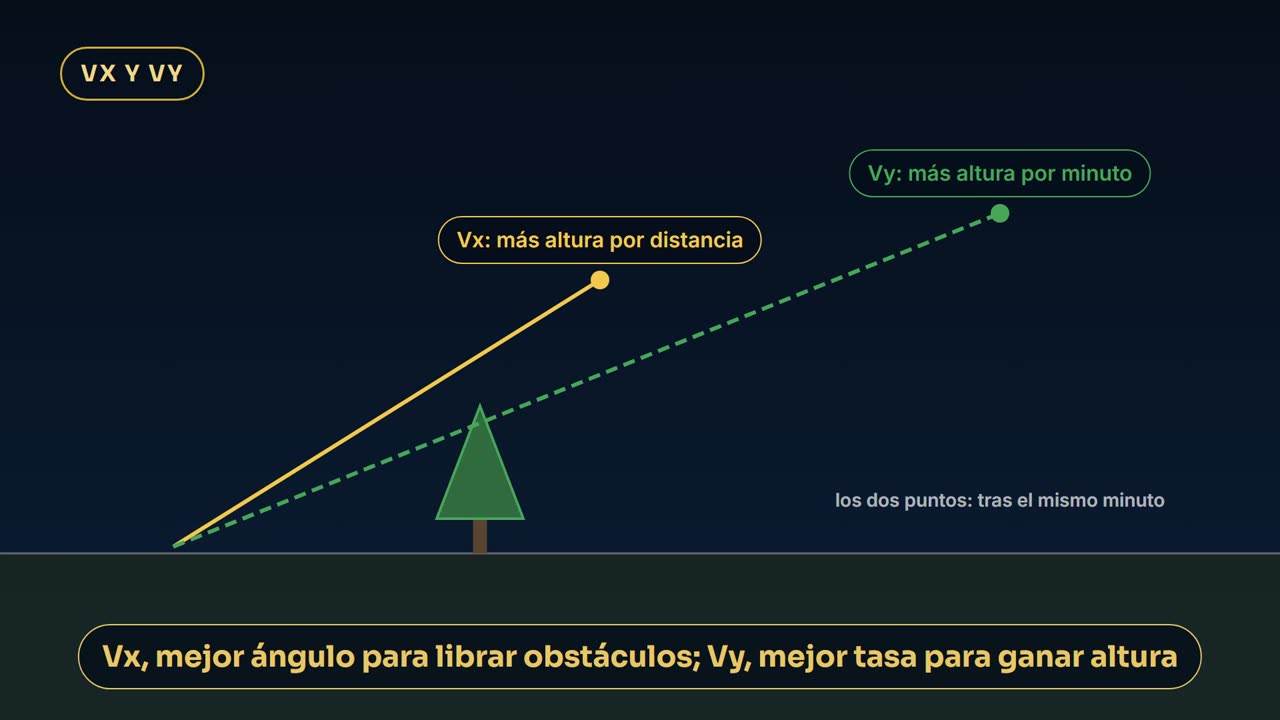 VX Y VY
Vy: más altura por minuto
Vx: más altura por distancia
los dos puntos: tras el mismo minuto
Vx, mejor ángulo para librar obstáculos; Vy, mejor tasa para ganar altura